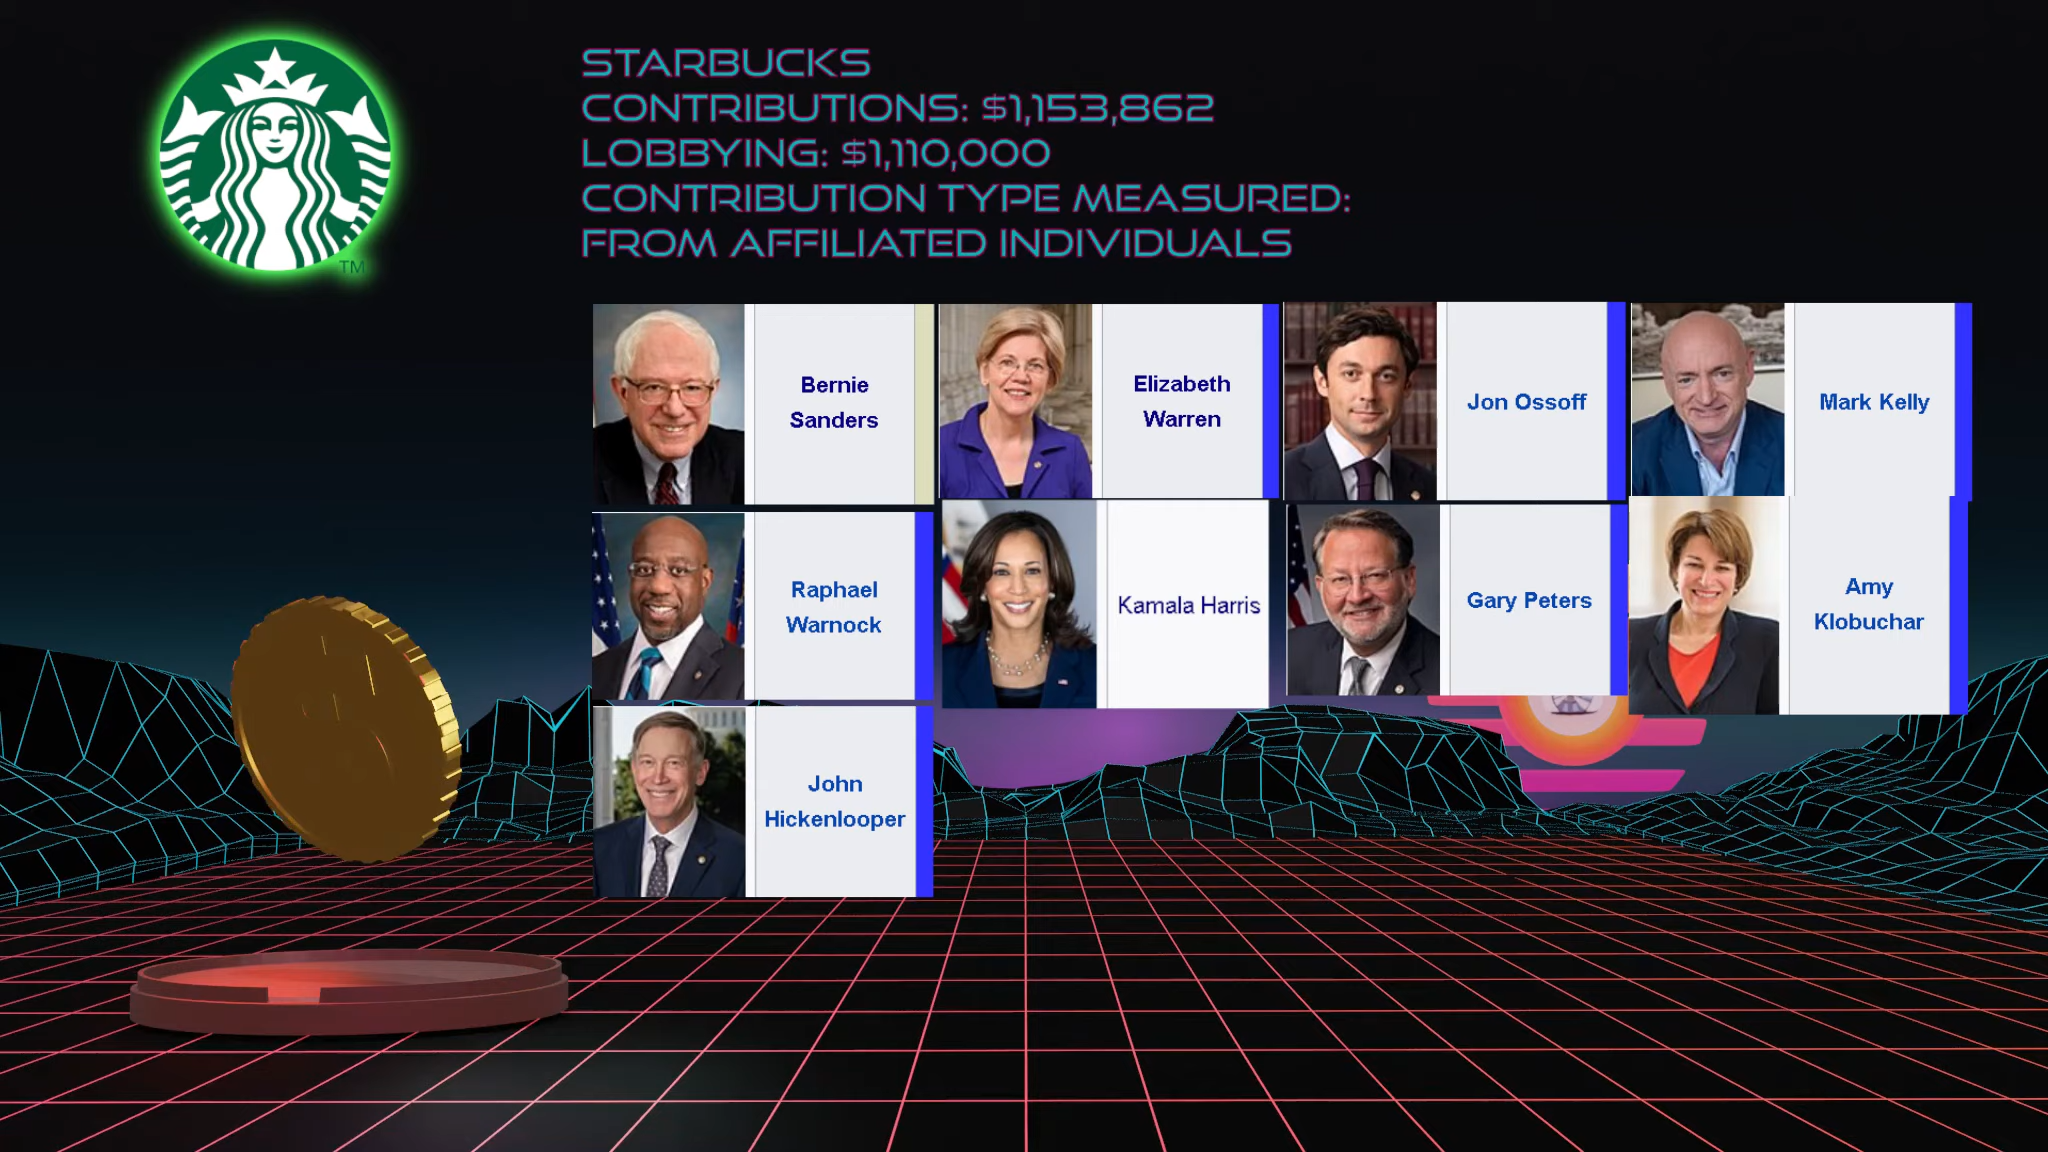 STARBUCKS
CONTRIBUTIONS: $1,153,862
LOBBYING: $1,110,000
CONTRIBUTION TYPE MEASURED:
FROM AFFILIATED INDIVIDUALS
TM
Bernie
Sanders
Elizabeth
Warren
Jon Ossoff
Mark Kelly
Raphael
Warnock
Kamala Harris
Gary Peters
Amy
Klobuchar
John
Hickenlooper